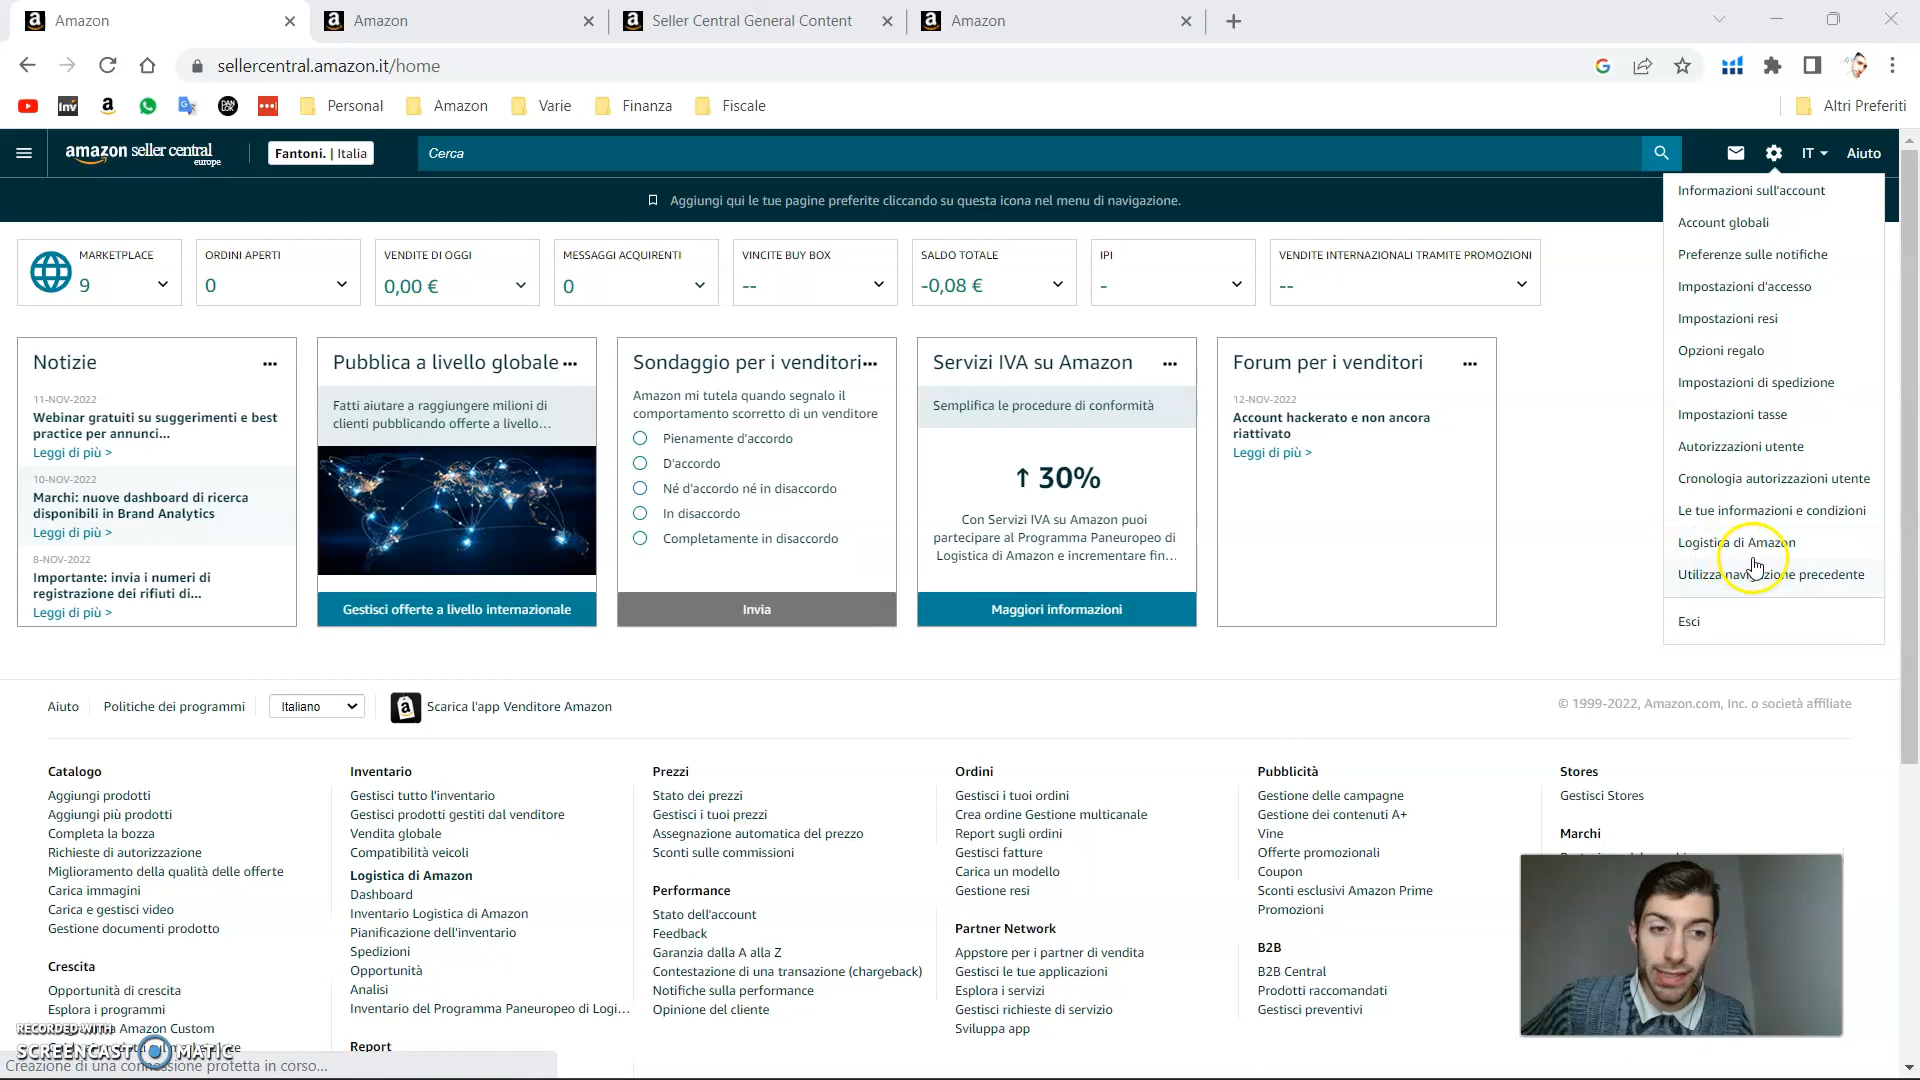 Amazon
Amazon
Seller Central General Content
Amazon
sellercentral.amazon.it/home
Personal
Amazon
Varie
Finanza
Fiscale
Altri Preferiti
amazon seller central
europe
Fantoni. | Italia
Cerca
IT
Aiuto
Aggiungi qui le tue pagine preferite cliccando su questa icona nel menu di navigazione.
Informazioni sull'account
Account globali
Preferenze sulle notifiche
Impostazioni d'accesso
Impostazioni resi
Opzioni regalo
Impostazioni di spedizione
Impostazioni tasse
Autorizzazioni utente
Cronologia autorizzazioni utente
Le tue informazioni e condizioni
Logistica di Amazon
Utilizza navigazione precedente
Esci
MARKETPLACE
9
ORDINI APERTI
0
VENDITE DI OGGI
0,00 €
MESSAGGI ACQUIRENTI
0
VINCITE BUY BOX
--
SALDO TOTALE
-0,08 €
IPI
-
VENDITE INTERNAZIONALI TRAMITE PROMOZIONI
--
Notizie
11-NOV-2022
Webinar gratuiti su suggerimenti e best
practice per annunci...
Leggi di più >
10-NOV-2022
Marchi: nuove dashboard di ricerca
disponibili in Brand Analytics
Leggi di più >
8-NOV-2022
Importante: invia i numeri di
registrazione dei rifiuti di...
Leggi di più >
Pubblica a livello globale
Fatti aiutare a raggiungere milioni di
clienti pubblicando offerte a livello...
Gestisci offerte a livello internazionale
Sondaggio per i venditori
Amazon mi tutela quando segnalo il
comportamento scorretto di un venditore
Pienamente d'accordo
D'accordo
Né d'accordo né in disaccordo
In disaccordo
Completamente in disaccordo
Invia
Servizi IVA su Amazon
Semplifica le procedure di conformità
↑ 30%
Con Servizi IVA su Amazon puoi
partecipare al Programma Paneuropeo di
Logistica di Amazon e incrementare fin...
Maggiori informazioni
Forum per i venditori
12-NOV-2022
Account hackerato e non ancora
riattivato
Leggi di più >
Aiuto
Politiche dei programmi
Italiano
Scarica l'app Venditore Amazon
© 1999-2022, Amazon.com, Inc. o società affiliate
Catalogo
Aggiungi prodotti
Aggiungi più prodotti
Completa la bozza
Richieste di autorizzazione
Miglioramento della qualità delle offerte
Carica immagini
Carica e gestisci video
Gestione documenti prodotto
Crescita
Opportunità di crescita
Esplora i programmi
Amazon Custom
Inventario
Gestisci tutto l'inventario
Gestisci prodotti gestiti dal venditore
Vendita globale
Compatibilità veicoli
Logistica di Amazon
Dashboard
Inventario Logistica di Amazon
Pianificazione dell'inventario
Spedizioni
Opportunità
Analisi
Inventario del Programma Paneuropeo di Logi...
Report
Prezzi
Stato dei prezzi
Gestisci i tuoi prezzi
Assegnazione automatica del prezzo
Sconti sulle commissioni
Performance
Stato dell'account
Feedback
Garanzia dalla A alla Z
Contestazione di una transazione (chargeback)
Notifiche sulla performance
Opinione del cliente
Ordini
Gestisci i tuoi ordini
Crea ordine Gestione multicanale
Report sugli ordini
Gestisci fatture
Carica un modello
Gestione resi
Partner Network
Appstore per i partner di vendita
Gestisci le tue applicazioni
Esplora i servizi
Gestisci richieste di servizio
Sviluppa app
Pubblicità
Gestione delle campagne
Gestione dei contenuti A+
Vine
Offerte promozionali
Coupon
Sconti esclusivi Amazon Prime
Promozioni
B2B
B2B Central
Prodotti raccomandati
Gestisci preventivi
Stores
Gestisci Stores
Marchi
RECORDED WITH
SCREENCAST MATIC
Creazione di una connessione protetta in corso...